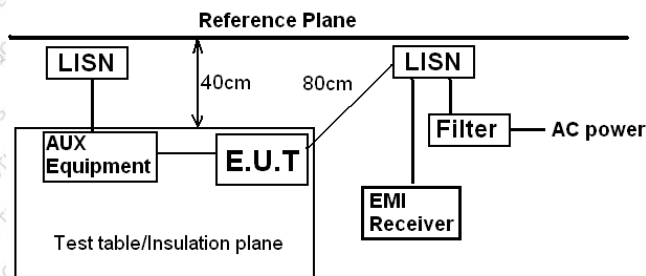 Reference Plane
LISN
40cm
80cm
LISN
Filter
AC power
AUX
Equipment
E.U.T
EMI
Receiver
Test table/Insulation plane